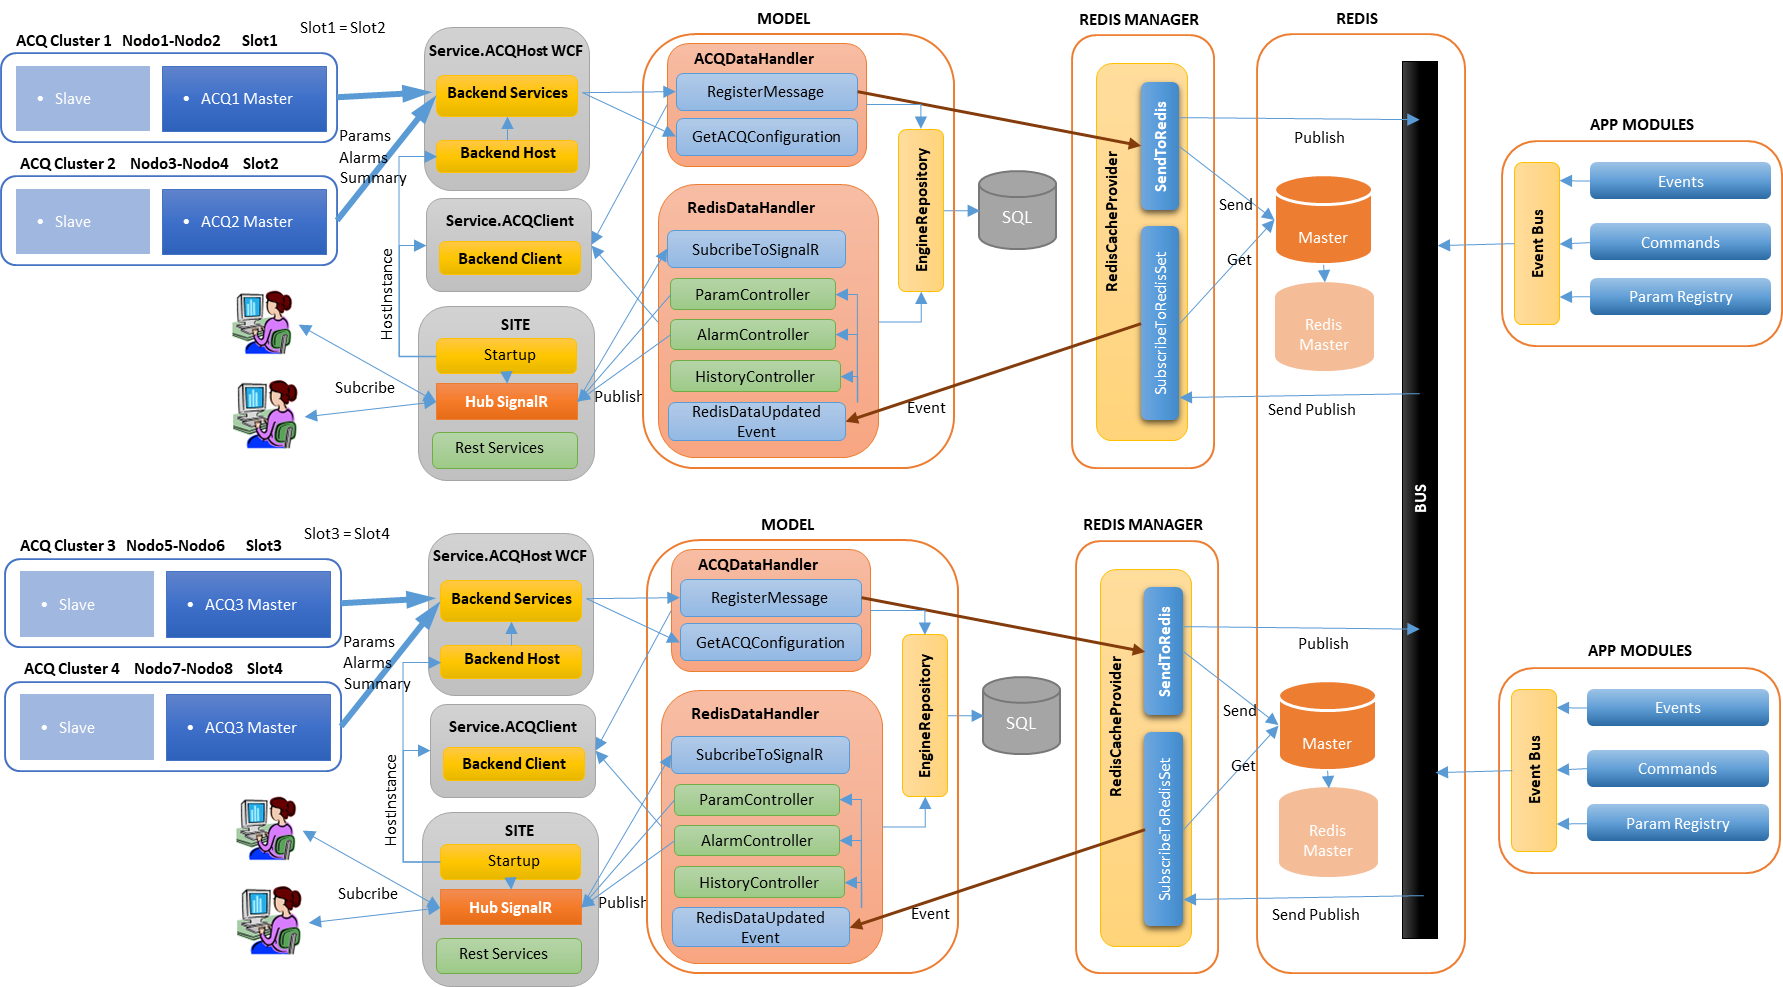 MODEL
REDIS MANAGER
REDIS
Slot1 = Slot2
ACQ Cluster 1 Nodo1-Nodo2 Slot1
• Slave
• ACQ1 Master
Params
Alarms
Summary
ACQ Cluster 2 Nodo3-Nodo4 Slot2
• Slave
• ACQ2 Master
Service.ACQHost WCF
Backend Services
Backend Host
Service.ACQClient
Backend Client
HostInstance
SITE
Startup
Hub SignalR
Rest Services
Subcribe
Publish
ACQDataHandler
RegisterMessage
GetACQConfiguration
RedisDataHandler
SubcribeToSignalR
ParamController
AlarmController
HistoryController
RedisDataUpdated
Event
EngineRepository
SQL
Event
RedisCacheProvider
SendToRedis
SubscribeToRedisSet
Publish
Send
Get
Master
Redis
Master
Send Publish
BUS
APP MODULES
Event Bus
Events
Commands
Param Registry
MODEL
REDIS MANAGER
Slot3 = Slot4
ACQ Cluster 3 Nodo5-Nodo6 Slot3
• Slave
• ACQ3 Master
Params
Alarms
Summary
ACQ Cluster 4 Nodo7-Nodo8 Slot4
• Slave
• ACQ3 Master
Service.ACQHost WCF
Backend Services
Backend Host
Service.ACQClient
Backend Client
HostInstance
SITE
Startup
Hub SignalR
Rest Services
Subcribe
Publish
ACQDataHandler
RegisterMessage
GetACQConfiguration
RedisDataHandler
SubcribeToSignalR
ParamController
AlarmController
HistoryController
RedisDataUpdated
Event
EngineRepository
SQL
Event
RedisCacheProvider
SendToRedis
SubscribeToRedisSet
Publish
Send
Get
Master
Redis
Master
Send Publish
APP MODULES
Event Bus
Events
Commands
Param Registry